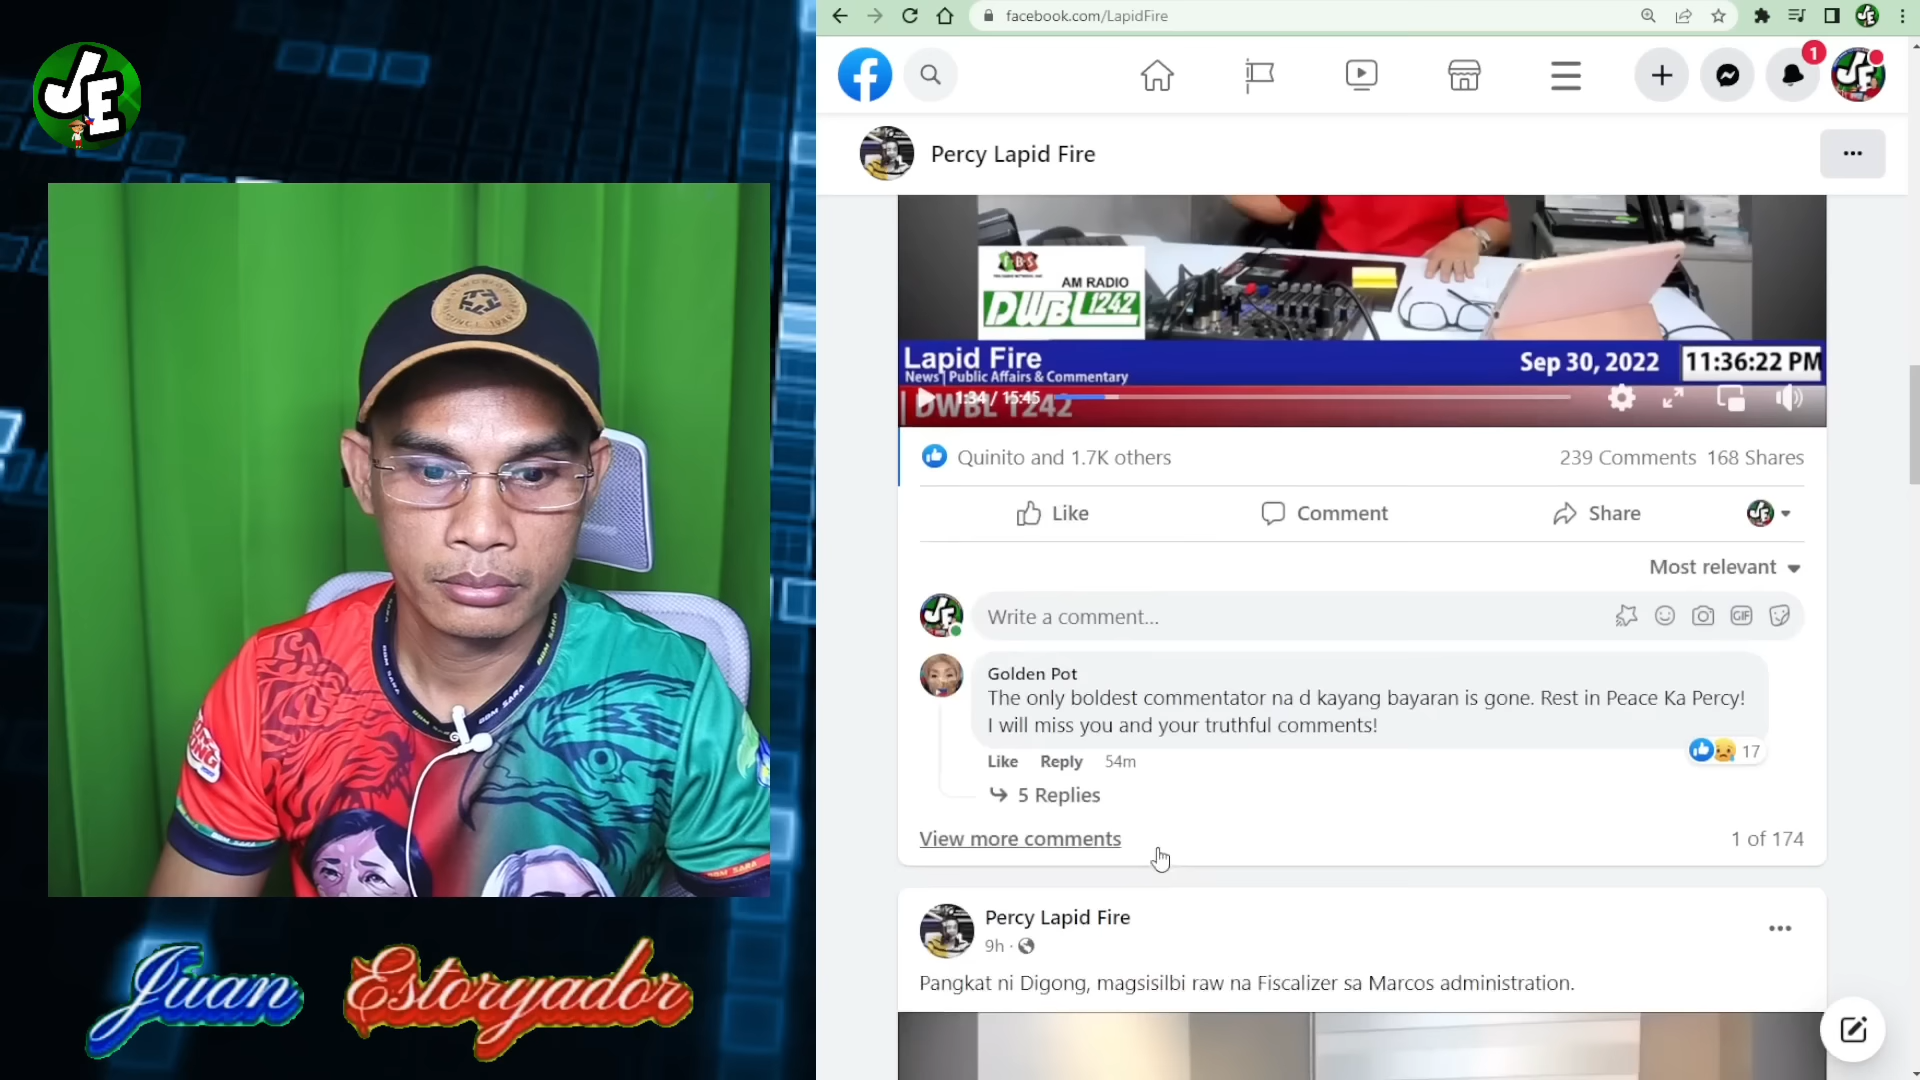 facebook.com/LapidFire
JE
1
Percy Lapid Fire
AM RADIO
DWBL 1242
Lapid Fire
News | Public Affairs & Commentary
Sep 30, 2022
11:36:22 PM
1:34 / 15:45
| DWBL 1242
Quinito and 1.7K others
239 Comments 168 Shares
Like
Comment
Share
Most relevant
Write a comment...
GIF
Golden Pot
The only boldest commentator na d kayang bayaran is gone. Rest in Peace Ka Percy!
I will miss you and your truthful comments!
17
Like Reply 54m
5 Replies
View more comments
1 of 174
Percy Lapid Fire
9h
Pangkat ni Digong, magsisilbi raw na Fiscalizer sa Marcos administration.
BBM SARA
Juan Estoryador